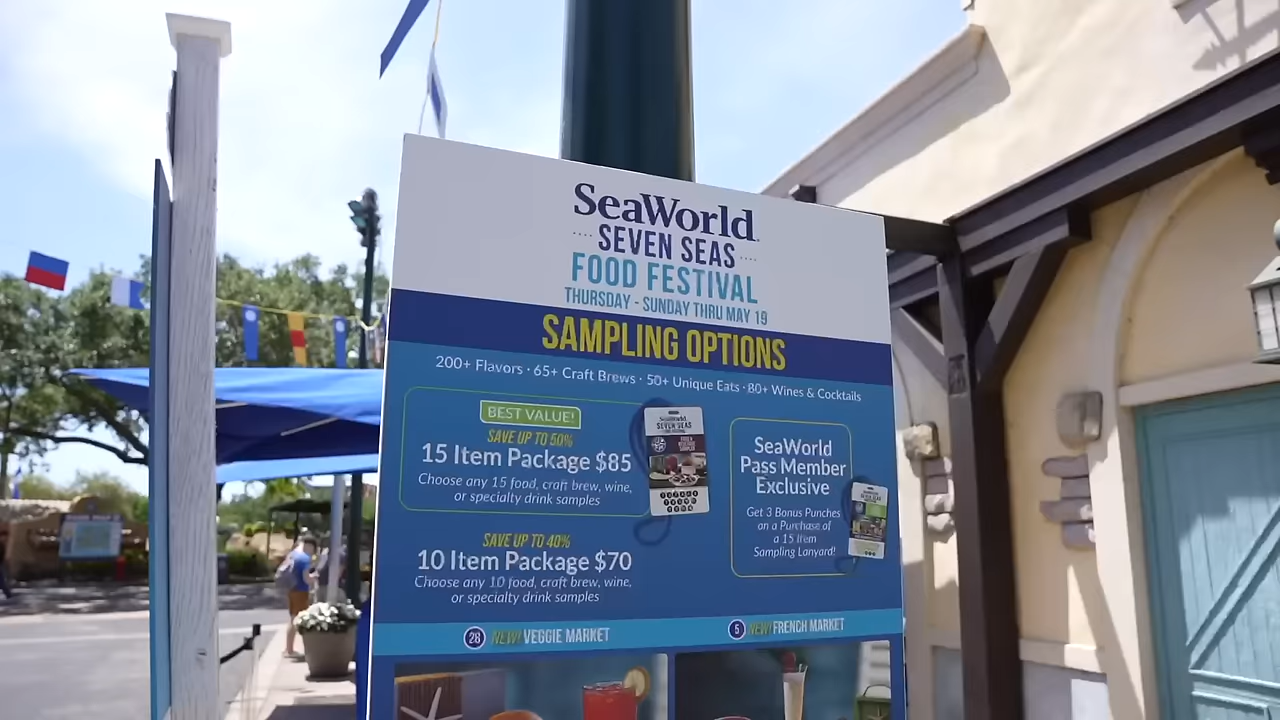 SeaWorld
SEVEN SEAS
FOOD FESTIVAL
THURSDAY - SUNDAY THRU MAY 19
SAMPLING OPTIONS
200+ Flavors · 65+ Craft Brews · 50+ Unique Eats · 80+ Wines & Cocktails
BEST VALUE!
SAVE UP TO 50%
15 Item Package $85
Choose any 15 food, craft brew, wine,
or specialty drink samples
SeaWorld
SEVEN SEAS
SeaWorld
Pass Member
Exclusive
Get 3 Bonus Punches
on a Purchase of
a 15 Item
Sampling Lanyard!
SAVE UP TO 40%
10 Item Package $70
Choose any 10 food, craft brew, wine,
or specialty drink samples
28 NEW! VEGGIE MARKET
5 NEW! FRENCH MARKET